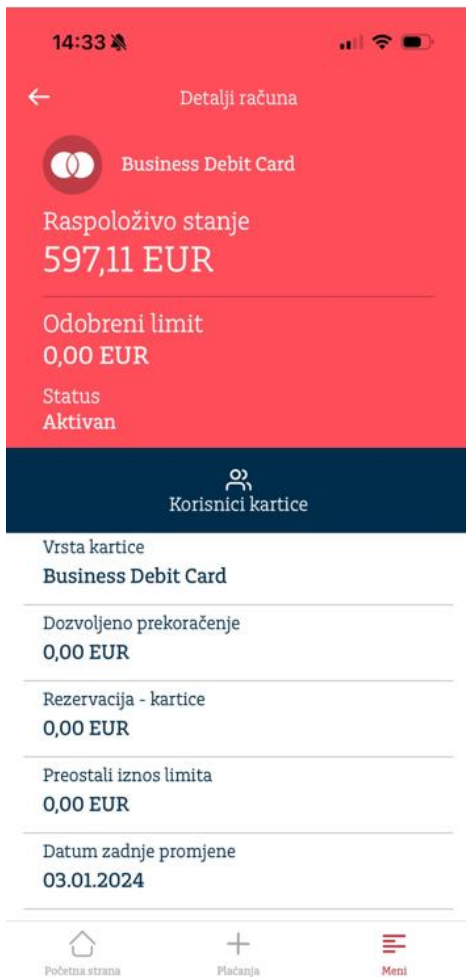 14:33
Detalji računa
Business Debit Card
Raspoloživo stanje
597,11 EUR
Odobreni limit
0,00 EUR
Status
Aktivan
Korisnici kartice
Vrsta kartice
Business Debit Card
Dozvoljeno prekoračenje
0,00 EUR
Rezervacija - kartice
0,00 EUR
Preostali iznos limita
0,00 EUR
Datum zadnje promjene
03.01.2024
Početna strana
Plaćanja
Meni